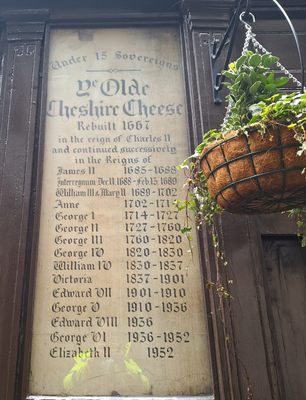 Under 15 Sovereigns
Ye Olde
Cheshire Cheese
Rebuilt 1667
in the reign of Charles II
and continued successively
in the Reigns of
James II 1685-1688
Interregnum Dec 11 1688-Feb 13 1689
William III & Mary II 1689-1702
Anne 1702-1714
George I 1714-1727
George II 1727-1760
George III 1760-1820
George IV 1820-1830
William IV 1830-1837
Victoria 1837-1901
Edward VII 1901-1910
George V 1910-1936
Edward VIII 1936
George VI 1936-1952
Elizabeth II 1952